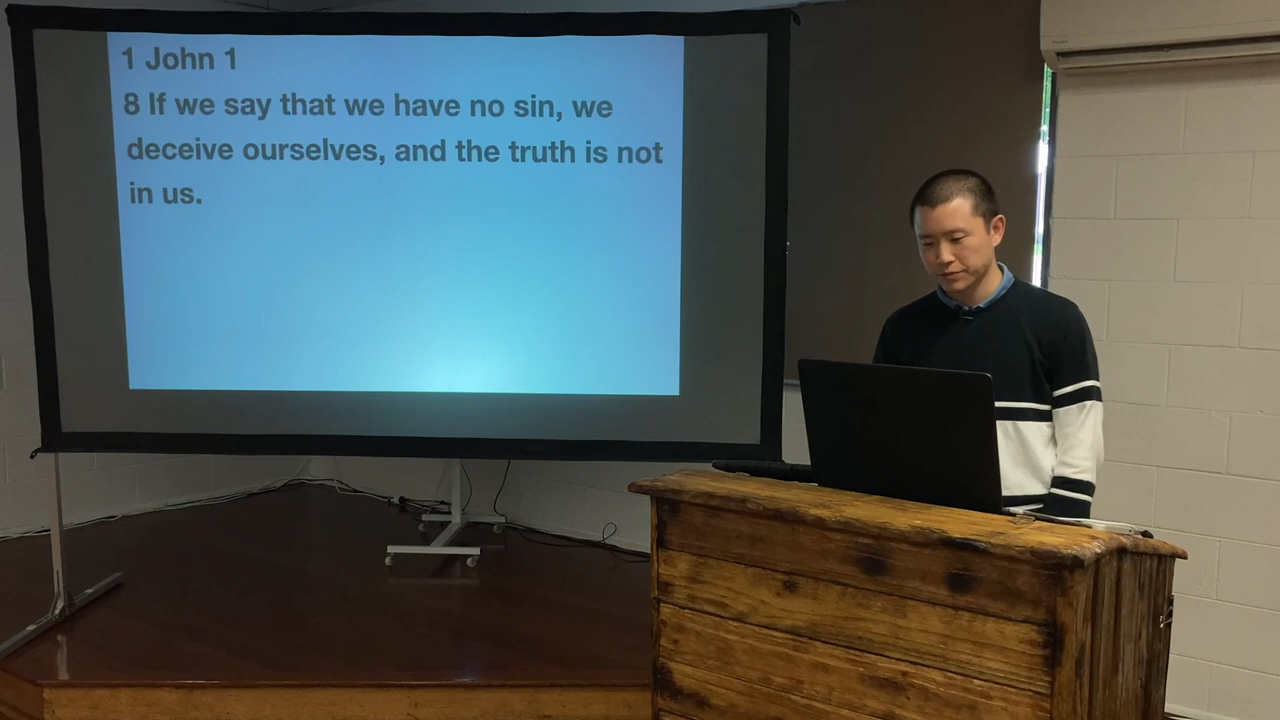 1 John 1
8 If we say that we have no sin, we
deceive ourselves, and the truth is not
in us.